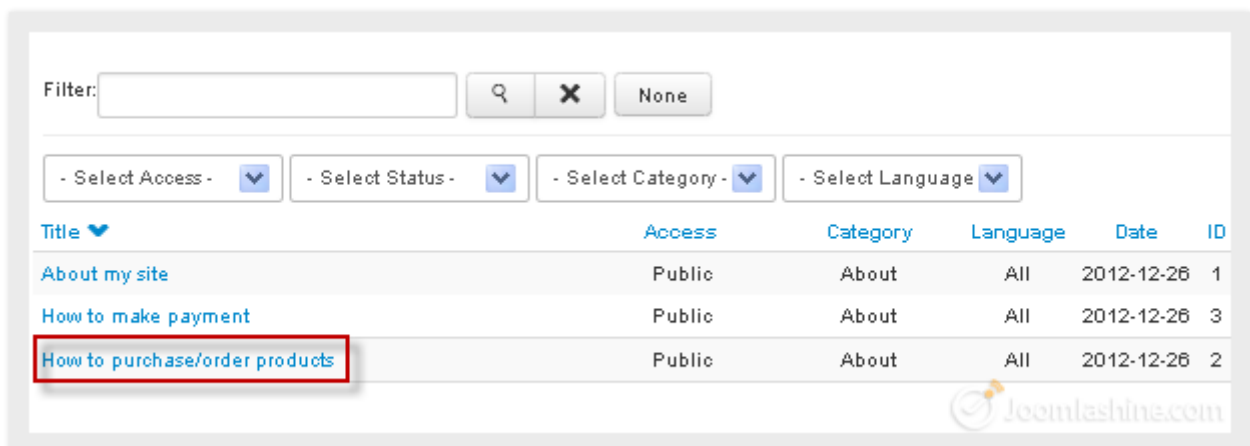 Filter: None
- Select Access - - Select Status - - Select Category - - Select Language
Title Access Category Language Date ID
About my site Public About All 2012-12-26 1
How to make payment Public About All 2012-12-26 3
How to purchase/order products Public About All 2012-12-26 2
Joomlashine.com